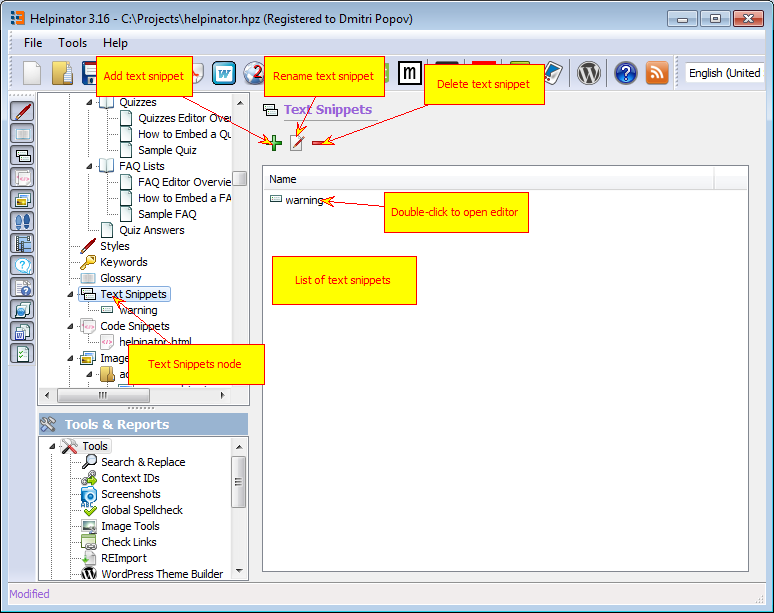 Helpinator 3.16 - C:\Projects\helpinator.hpz (Registered to Dmitri Popov)
File Tools Help
English (United
Add text snippet
Rename text snippet
Delete text snippet
Quizzes
Quizzes Editor Over
How to Embed a Qu
Sample Quiz
FAQ Lists
FAQ Editor Overvie
How to Embed a FA
Sample FAQ
Quiz Answers
Styles
Keywords
Glossary
Text Snippets
warning
Code Snippets
helpinator-html
Image
Text Snippets node
Text Snippets
Name
warning
Double-click to open editor
List of text snippets
Tools & Reports
Tools
Search & Replace
Context IDs
Screenshots
Global Spellcheck
Image Tools
Check Links
REImport
WordPress Theme Builder
Modified